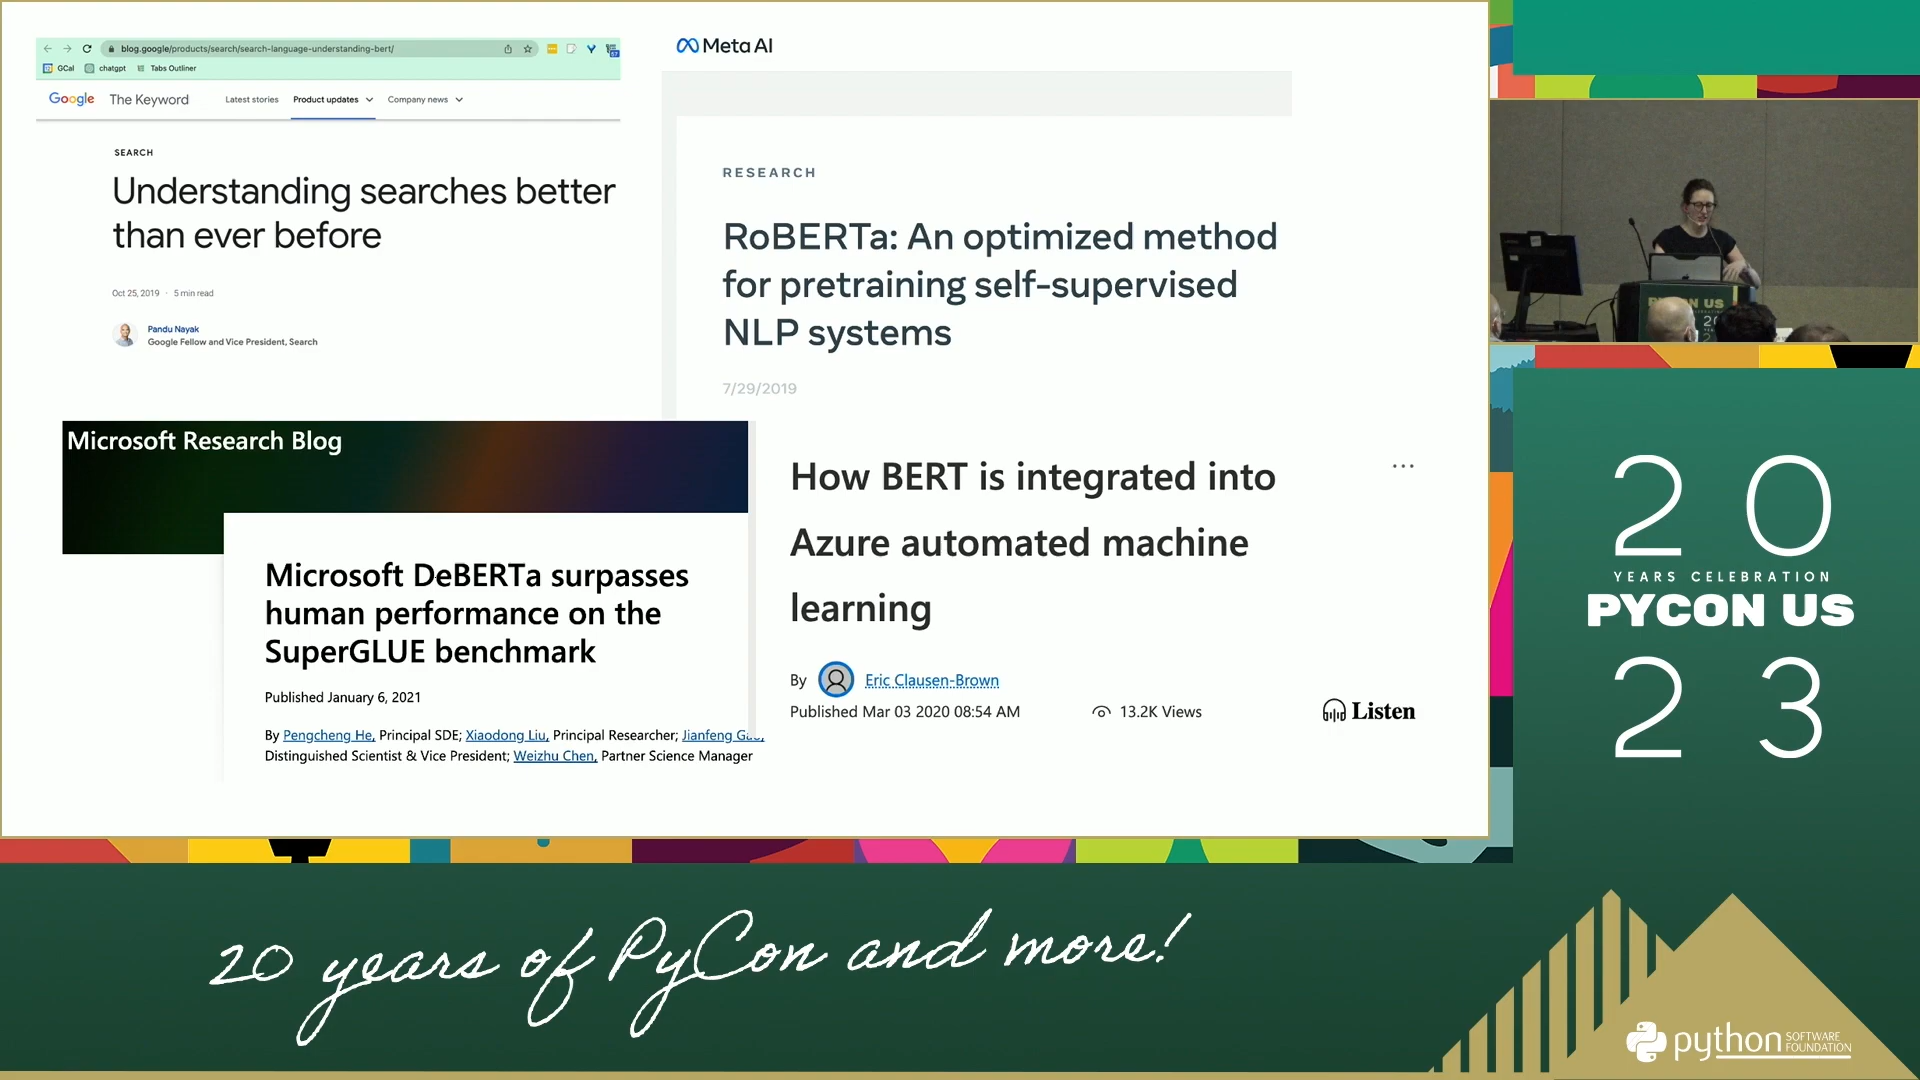 blog.google/products/search/search-language-understanding-bert/
GCal chatgpt Tabs Outliner
Google The Keyword Latest stories Product updates Company news
SEARCH
Understanding searches better
than ever before
Oct 25, 2019 · 5 min read
Pandu Nayak
Google Fellow and Vice President, Search
Meta AI
RESEARCH
RoBERTa: An optimized method
for pretraining self-supervised
NLP systems
7/29/2019
Microsoft Research Blog
Microsoft DeBERTa surpasses
human performance on the
SuperGLUE benchmark
Published January 6, 2021
By Pengcheng He, Principal SDE; Xiaodong Liu, Principal Researcher; Jianfeng Gao,
Distinguished Scientist & Vice President; Weizhu Chen, Partner Science Manager
How BERT is integrated into
Azure automated machine
learning
By Eric Clausen-Brown
Published Mar 03 2020 08:54 AM 13.2K Views
Listen
PYCON US
20
YEARS CELEBRATION
PYCON US
23
20 years of PyCon and more!
python SOFTWARE
FOUNDATION